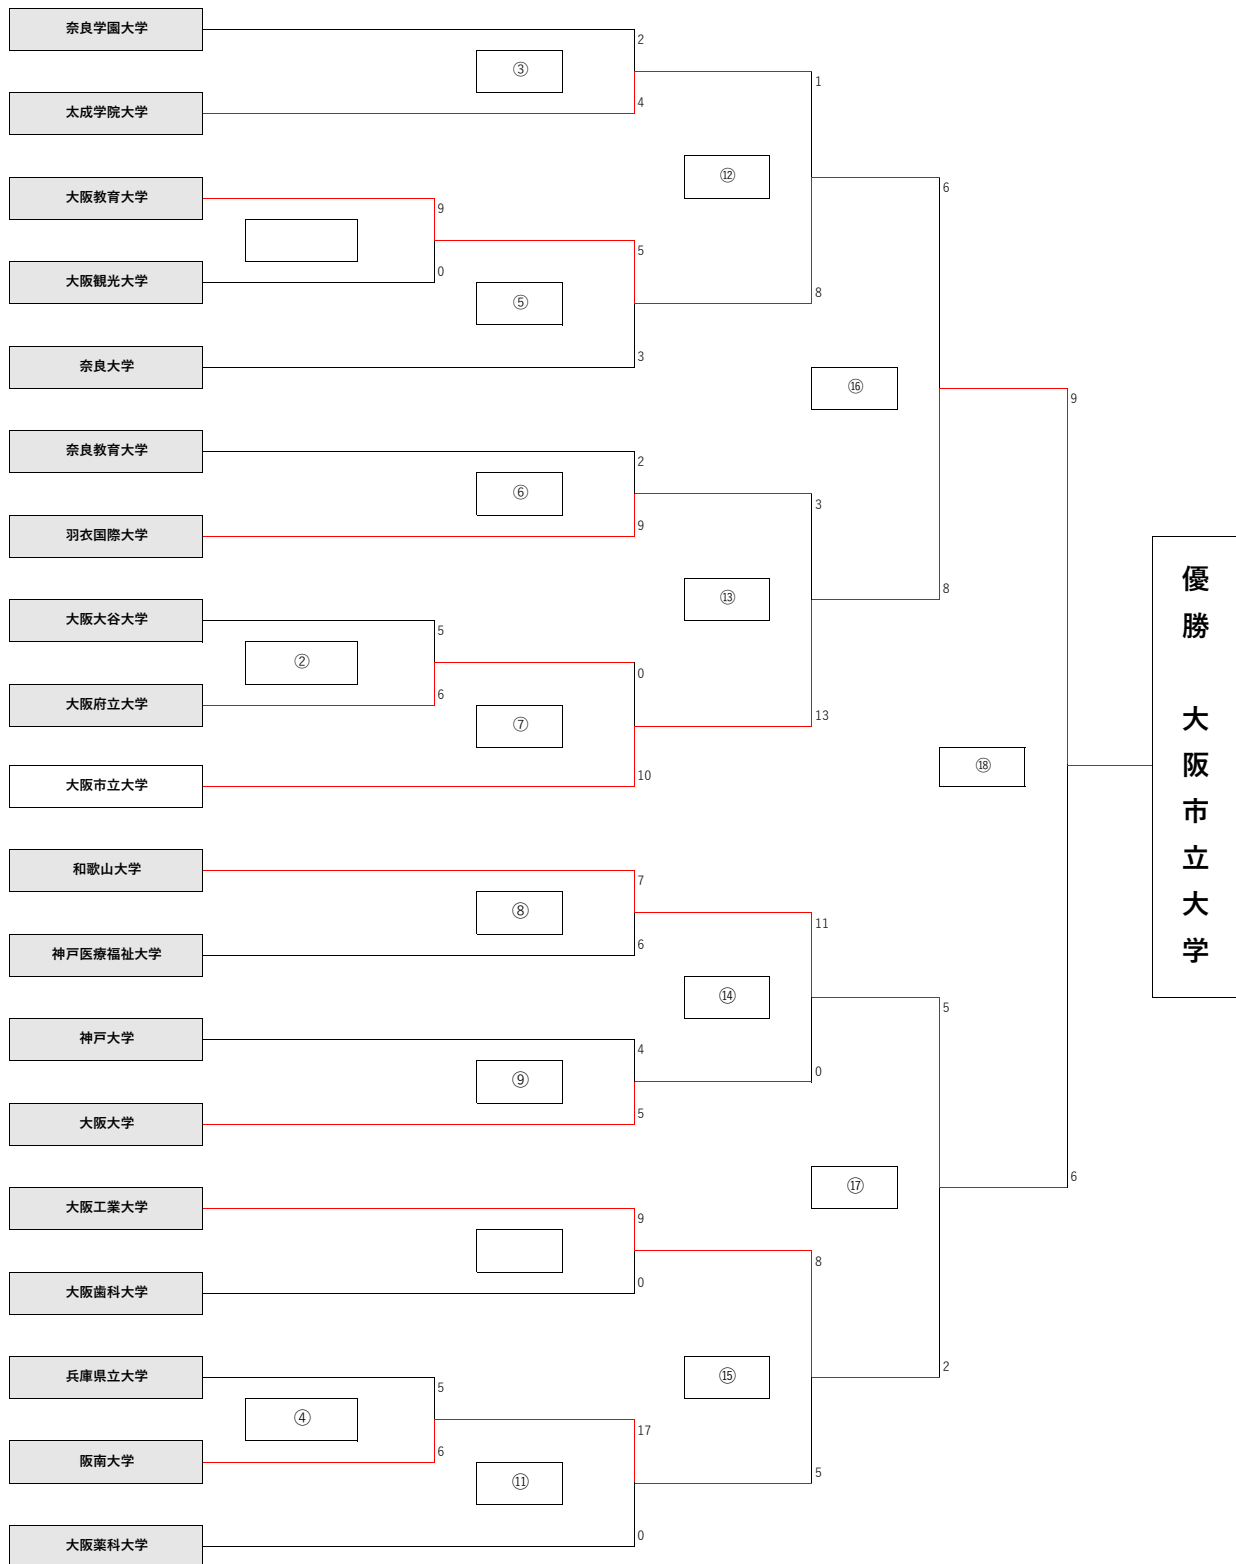 奈良学園大学
2
③
1
4
太成学院大学
⑫
6
大阪教育大学
9
5
0
大阪観光大学
⑤
8
3
奈良大学
⑯
9
奈良教育大学
2
⑥
3
9
羽衣国際大学
⑬
8
大阪大谷大学
5
②
0
6
大阪府立大学
⑦
13
10
大阪市立大学
⑱
優勝 大阪市立大学
和歌山大学
7
⑧
11
6
神戸医療福祉大学
⑭
5
神戸大学
4
⑨
0
5
大阪大学
⑰
6
大阪工業大学
9
8
0
大阪歯科大学
⑮
2
兵庫県立大学
5
④
17
6
阪南大学
⑪
5
0
大阪薬科大学